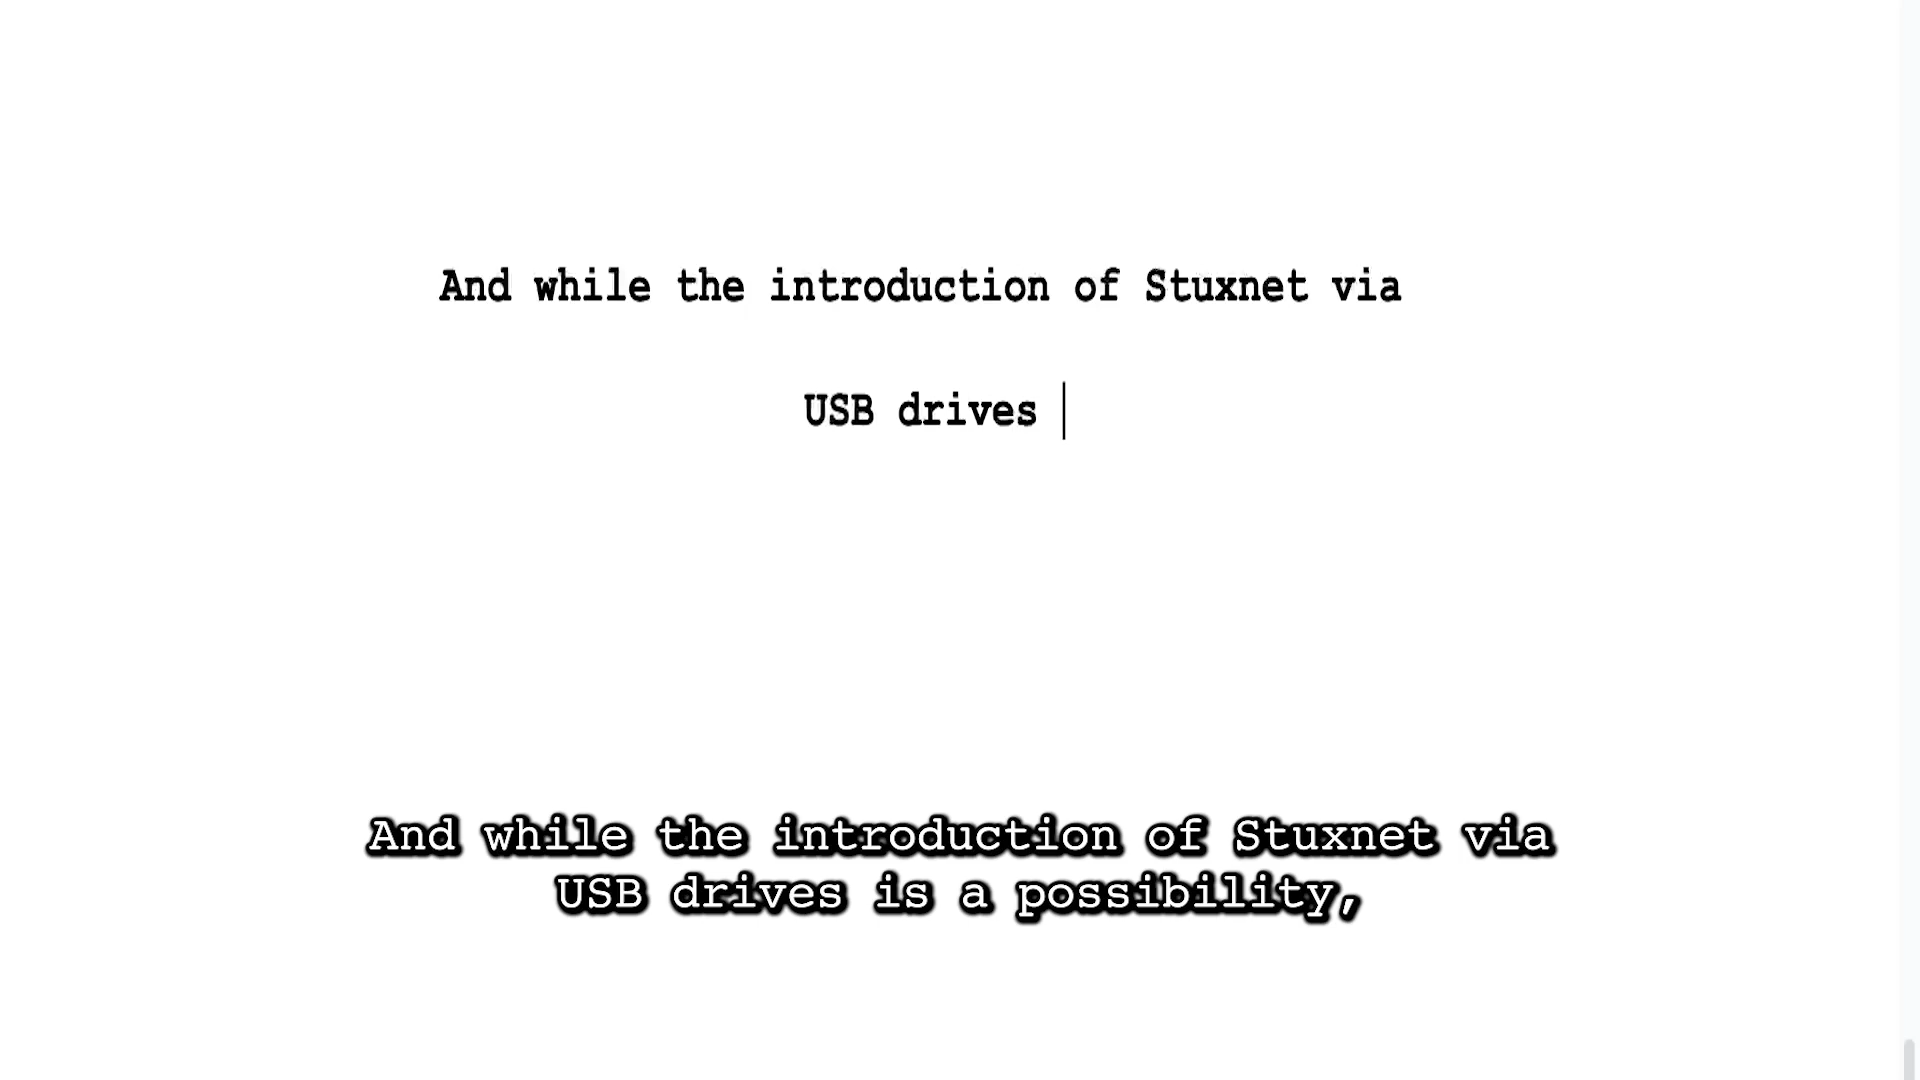 And while the introduction of Stuxnet via
USB drives
And while the introduction of Stuxnet via
USB drives is a possibility,